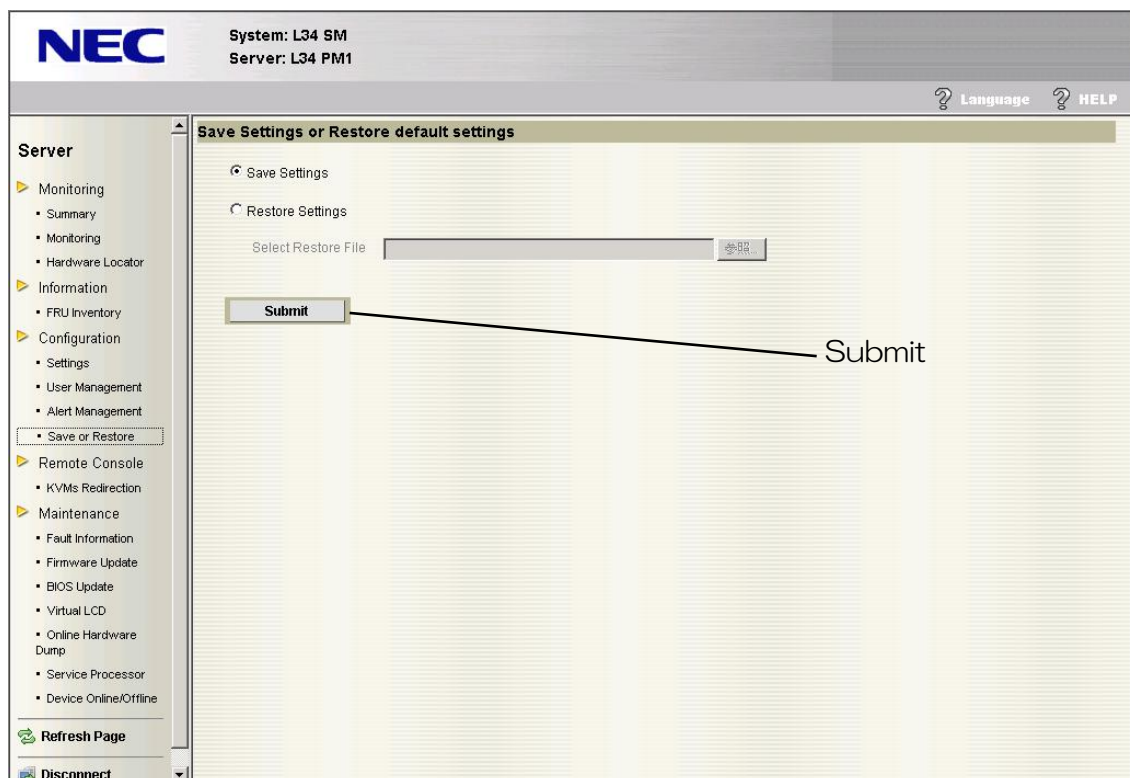 NEC
System: L34 SM
Server: L34 PM1
Language
HELP
Server
Monitoring
Summary
Monitoring
Hardware Locator
Information
FRU Inventory
Configuration
Settings
User Management
Alert Management
Save or Restore
Remote Console
KVMs Redirection
Maintenance
Fault Information
Firmware Update
BIOS Update
Virtual LCD
Online Hardware
Dump
Service Processor
Device Online/Offline
Refresh Page
Disconnect
Save Settings or Restore default settings
Save Settings
Restore Settings
Select Restore File
参照...
Submit
Submit